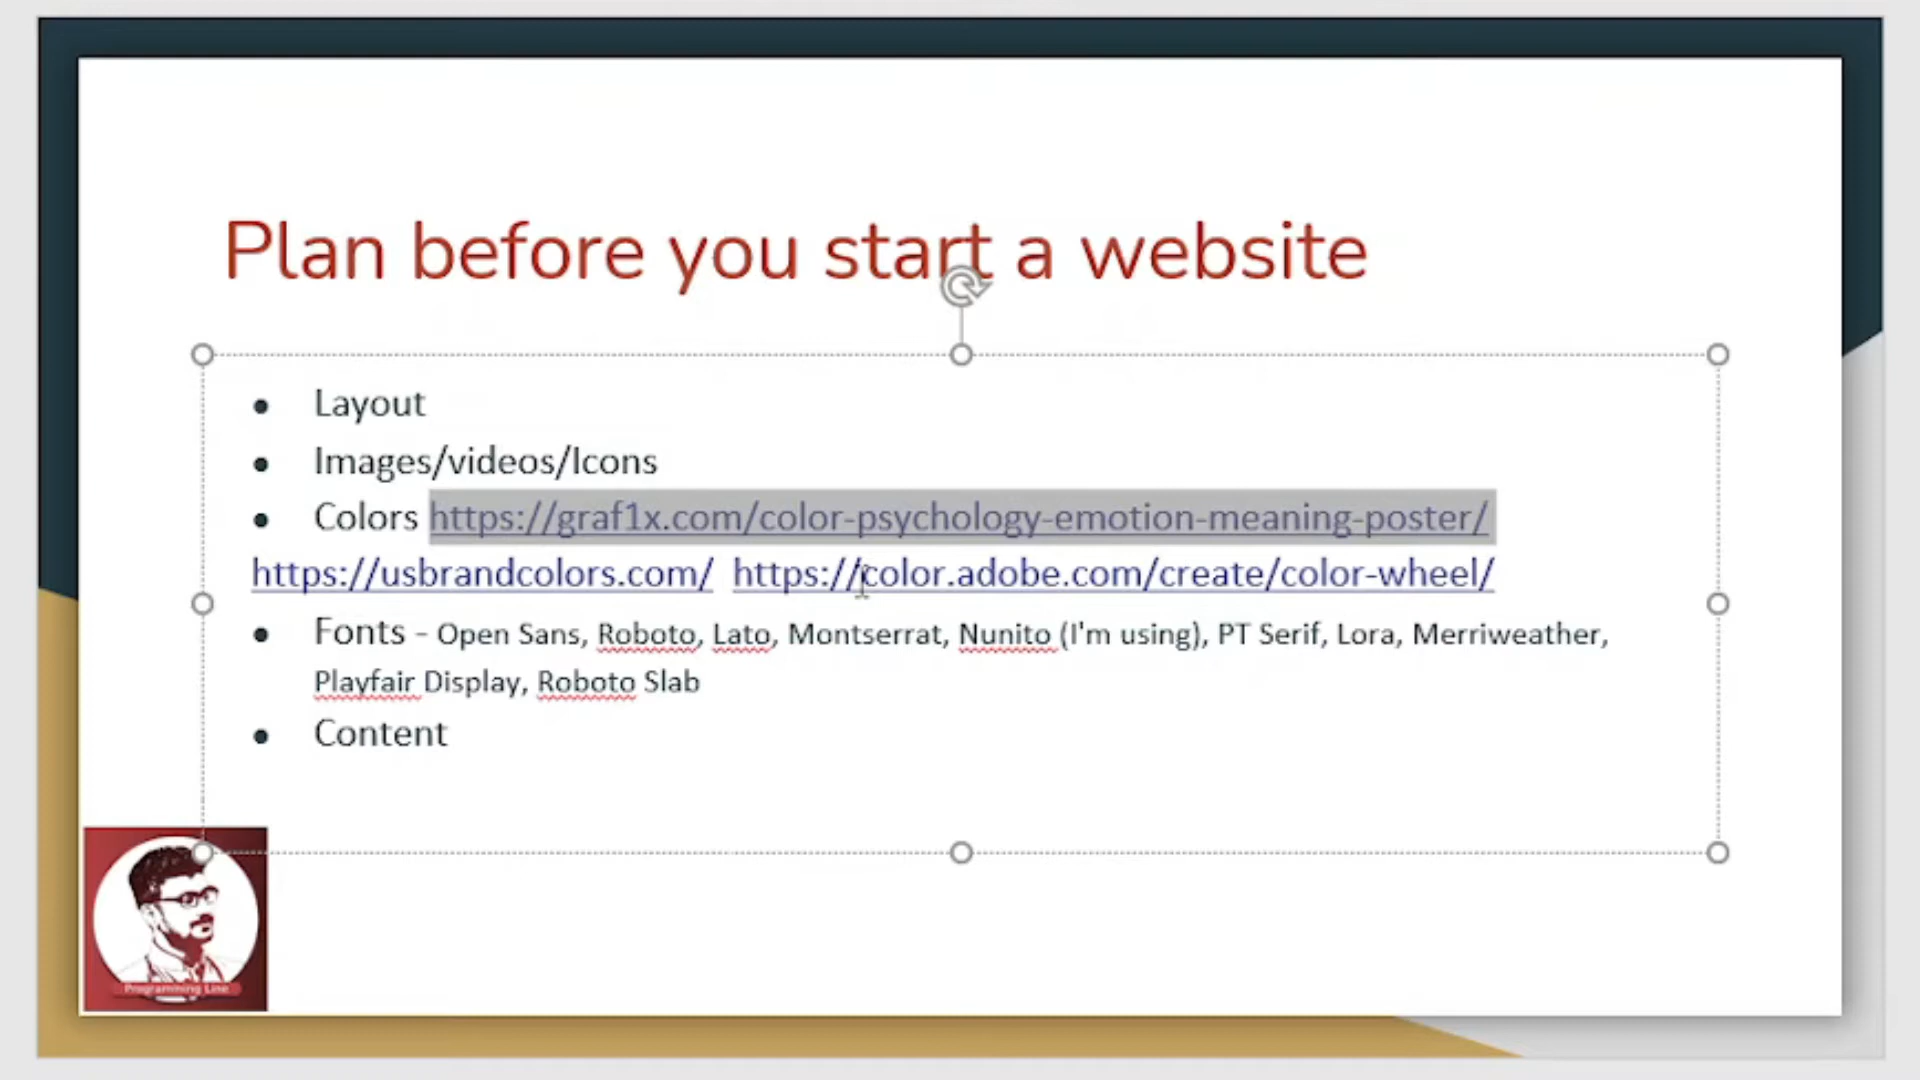 Plan before you start a website
● Layout
● Images/videos/Icons
● Colors https://graf1x.com/color-psychology-emotion-meaning-poster/
https://usbrandcolors.com/ https://color.adobe.com/create/color-wheel/
● Fonts - Open Sans, Roboto, Lato, Montserrat, Nunito (I'm using), PT Serif, Lora, Merriweather,
Playfair Display, Roboto Slab
● Content
Programming Line